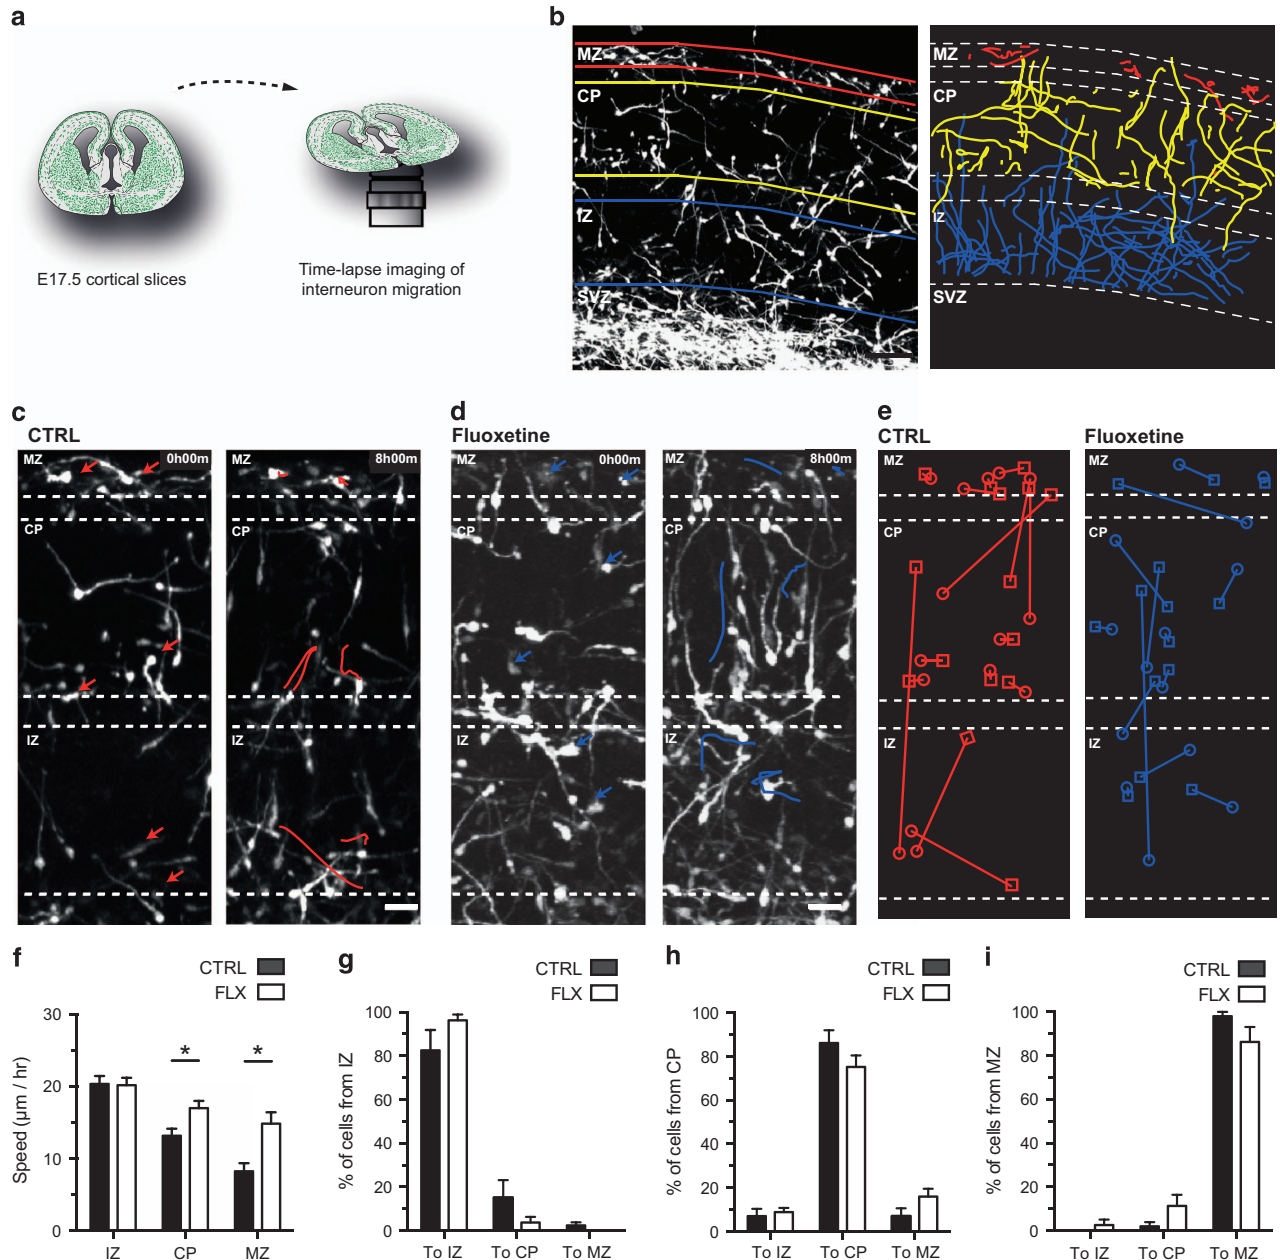 a
E17.5 cortical slices
Time-lapse imaging of
interneuron migration
b
MZ
CP
IZ
SVZ
MZ
CP
IZ
SVZ
c
CTRL
MZ
0h00m
CP
IZ
MZ
8h00m
CP
IZ
d
Fluoxetine
MZ
0h00m
CP
IZ
MZ
8h00m
CP
IZ
e
CTRL
MZ
CP
IZ
Fluoxetine
MZ
CP
IZ
f
CTRL
FLX
Speed (µm / hr)
30
20
10
0
* *
IZ CP MZ
g
CTRL
FLX
% of cells from IZ
100
80
60
40
20
0
To IZ To CP To MZ
h
CTRL
FLX
% of cells from CP
100
80
60
40
20
0
To IZ To CP To MZ
i
CTRL
FLX
% of cells from MZ
100
80
60
40
20
0
To IZ To CP To MZ